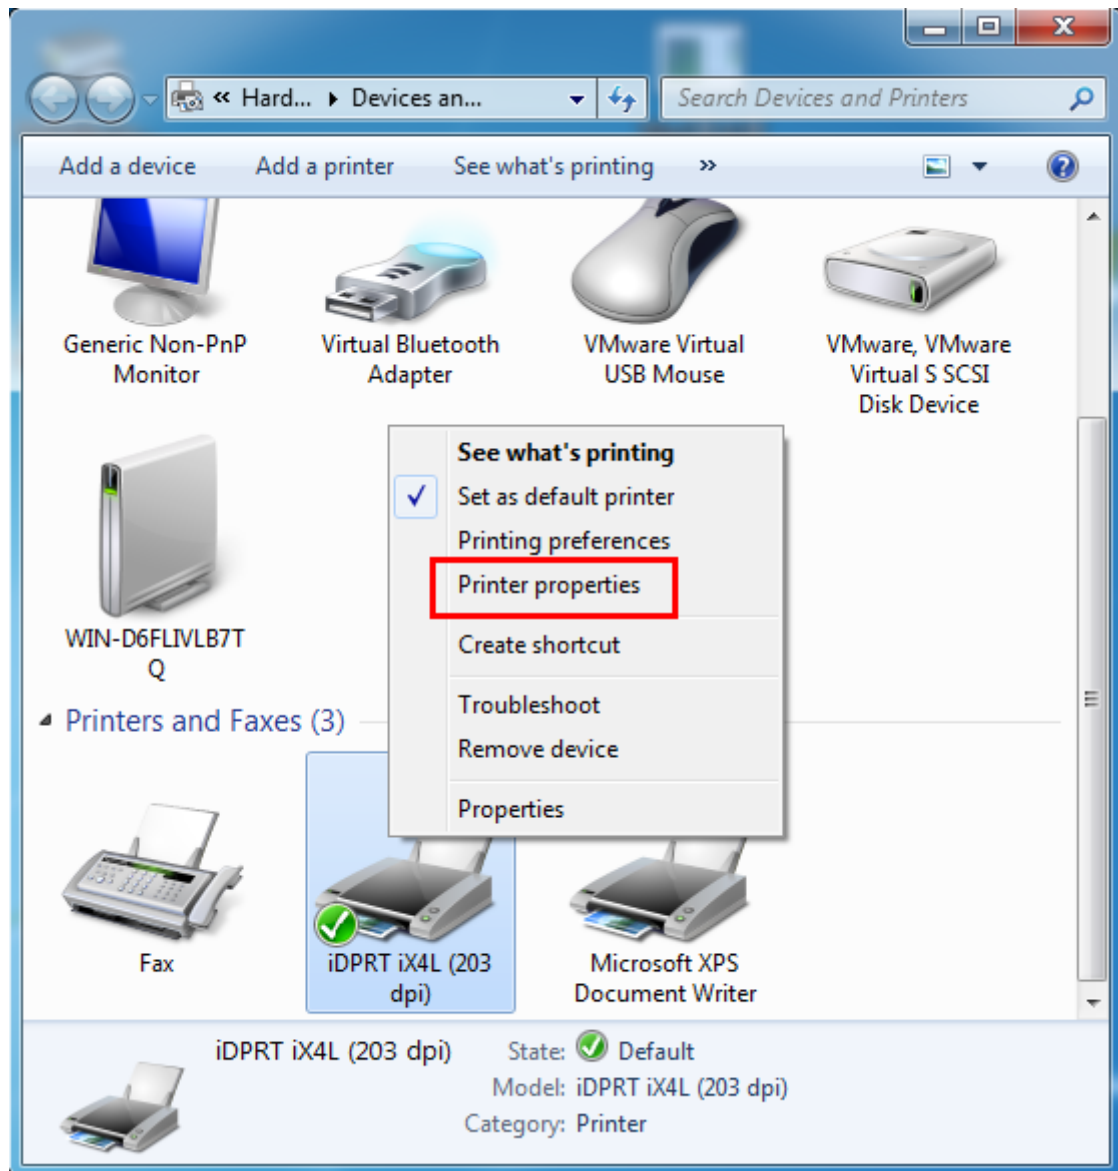 « Hard... ▸ Devices an...
Search Devices and Printers
Add a device
Add a printer
See what's printing
»
Generic Non-PnP
Monitor
Virtual Bluetooth
Adapter
VMware Virtual
USB Mouse
VMware, VMware
Virtual S SCSI
Disk Device
WIN-D6FLIVLB7T
Q
See what's printing
Set as default printer
Printing preferences
Printer properties
Create shortcut
Troubleshoot
Remove device
Properties
Printers and Faxes (3)
Fax
iDPRT iX4L (203
dpi)
Microsoft XPS
Document Writer
iDPRT iX4L (203 dpi)
State: Default
Model: iDPRT iX4L (203 dpi)
Category: Printer